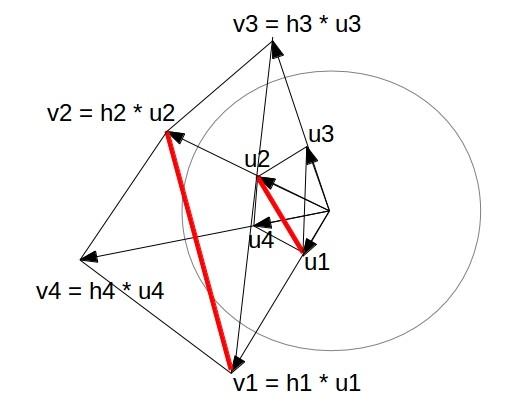 v3 = h3 * u3
v2 = h2 * u2
u3
u2
u4
u1
v4 = h4 * u4
v1 = h1 * u1